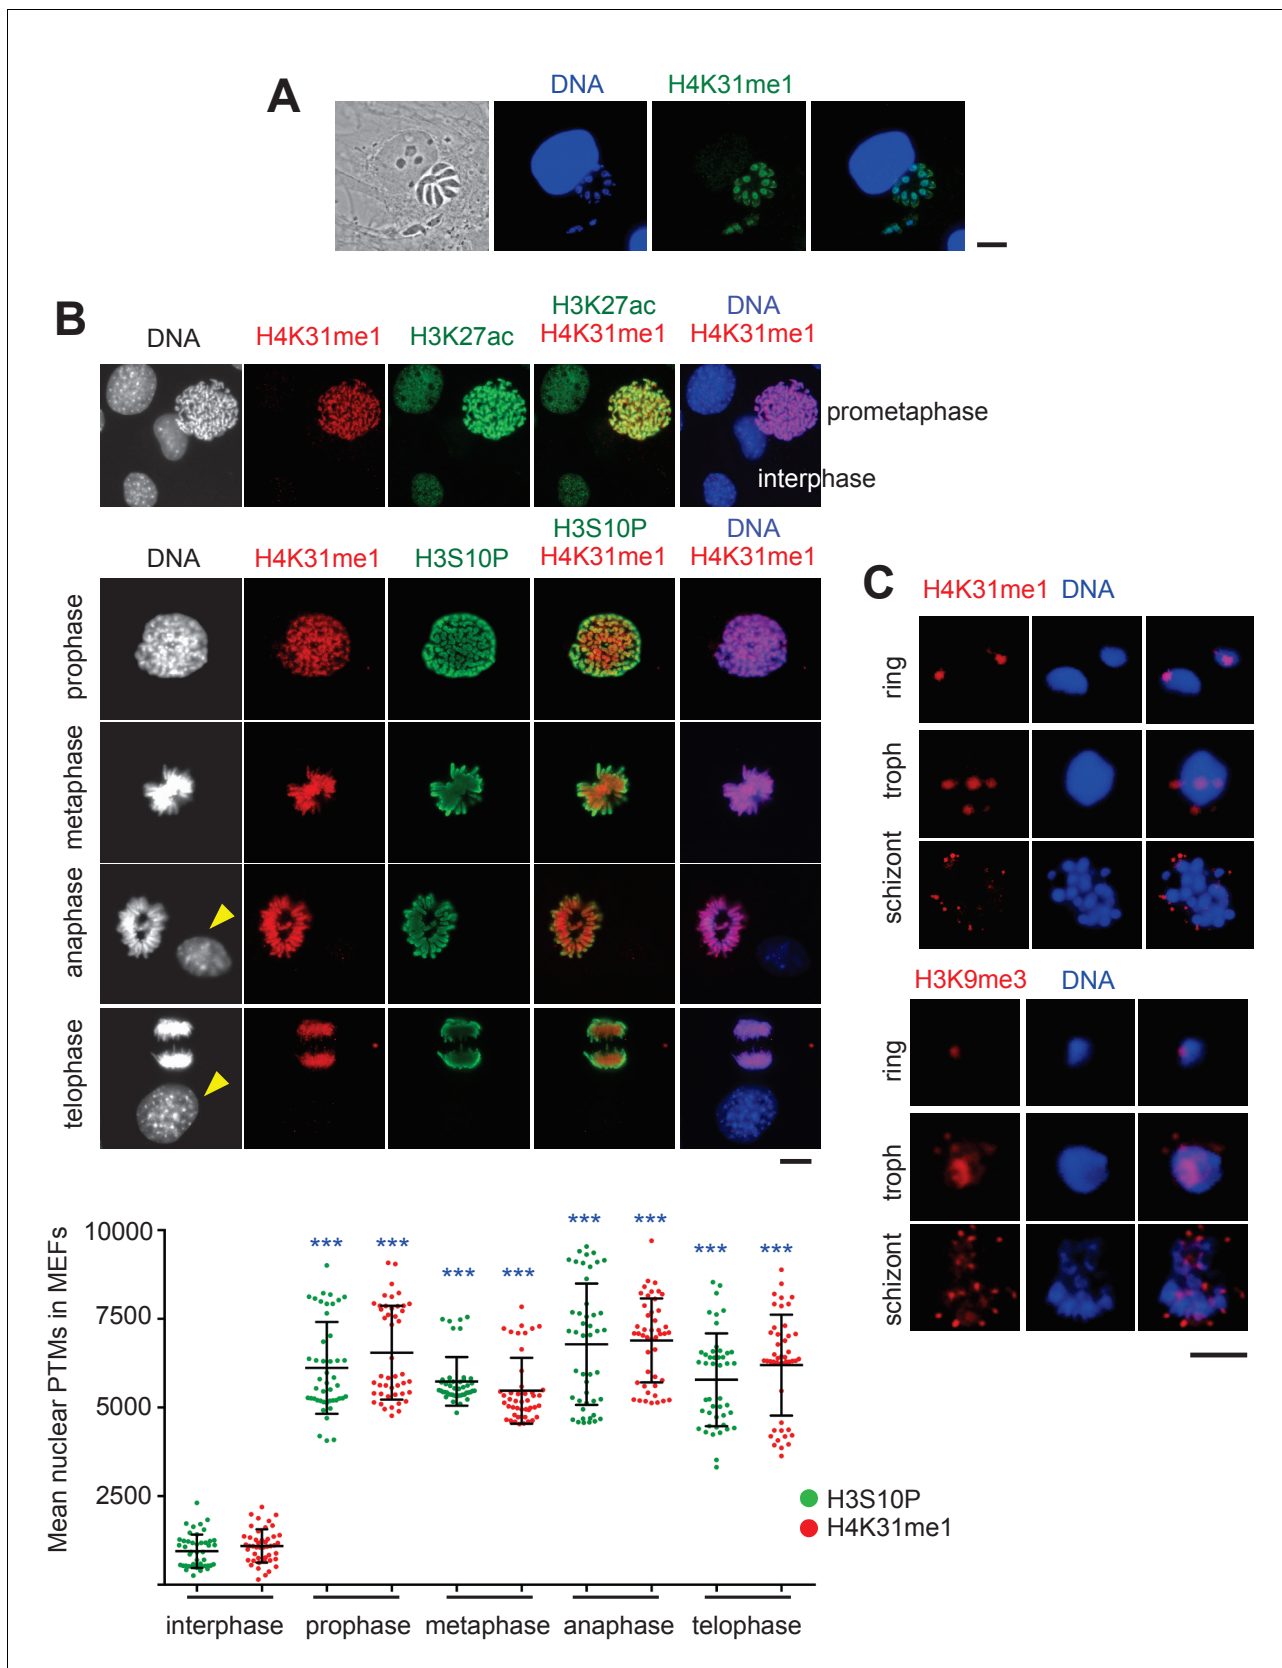 A
DNA
H4K31me1
B
DNA
H4K31me1
H3K27ac
H3K27ac
H4K31me1
DNA
H4K31me1
prometaphase
interphase
DNA
H4K31me1
H3S10P
H3S10P
H4K31me1
DNA
H4K31me1
prophase
metaphase
anaphase
telophase
C
H4K31me1
DNA
ring
troph
schizont
H3K9me3
DNA
ring
troph
schizont
Mean nuclear PTMs in MEFs
10000
7500
5000
2500
***
***
***
***
***
***
***
***
H3S10P
H4K31me1
interphase
prophase
metaphase
anaphase
telophase